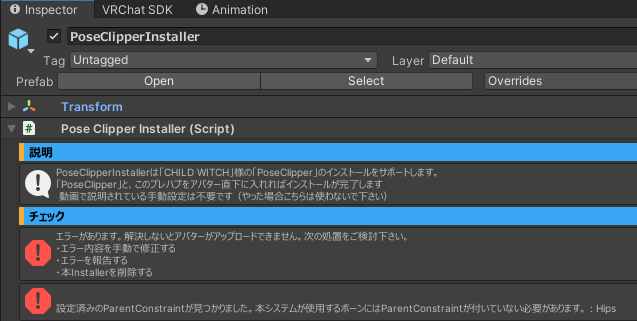 Inspector VRChat SDK Animation
PoseClipperInstaller
Tag Untagged Layer Default
Prefab Open Select Overrides
Transform
# Pose Clipper Installer (Script)
説明
PoseClipperInstallerは「CHILD WITCH」様の「PoseClipper」のインストールをサポートします。
「PoseClipper」と、このプレハブをアバター直下に入れればインストールが完了します
動画で説明されている手動設定は不要です（やった場合こちらは使わないで下さい）
チェック
エラーがあります。解決しないとアバターがアップロードできません。次の処置をご検討下さい。
・エラー内容を手動で修正する
・エラーを報告する
・本Installerを削除する
設定済みのParentConstraintが見つかりました。本システムが使用するボーンにはParentConstraintが付いていない必要があります。 : Hips